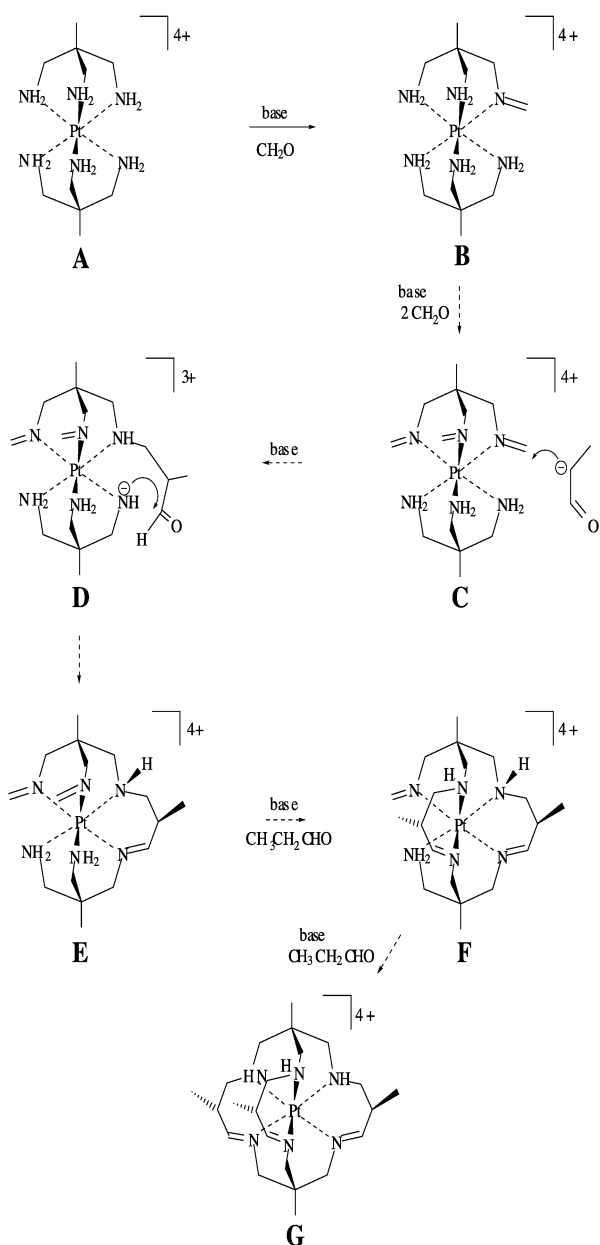 4+ 4+
NH2 NH2 NH2 NH2 NH2 N
Pt base Pt
NH2 NH2 NH2 CH2O NH2 NH2 NH2
A B
base
2 CH2O
3+ 4+
N N NH N N N
Pt base Pt
NH2 NH2 NH NH2 NH2 NH2
H O O
D C
4+ 4+
H H H
N N N N N
Pt base Pt
NH2 NH2 N CH3CH2CHO NH2 N N
E F
base
CH3CH2CHO
4+
H
HN N NH
Pt
N N N
G